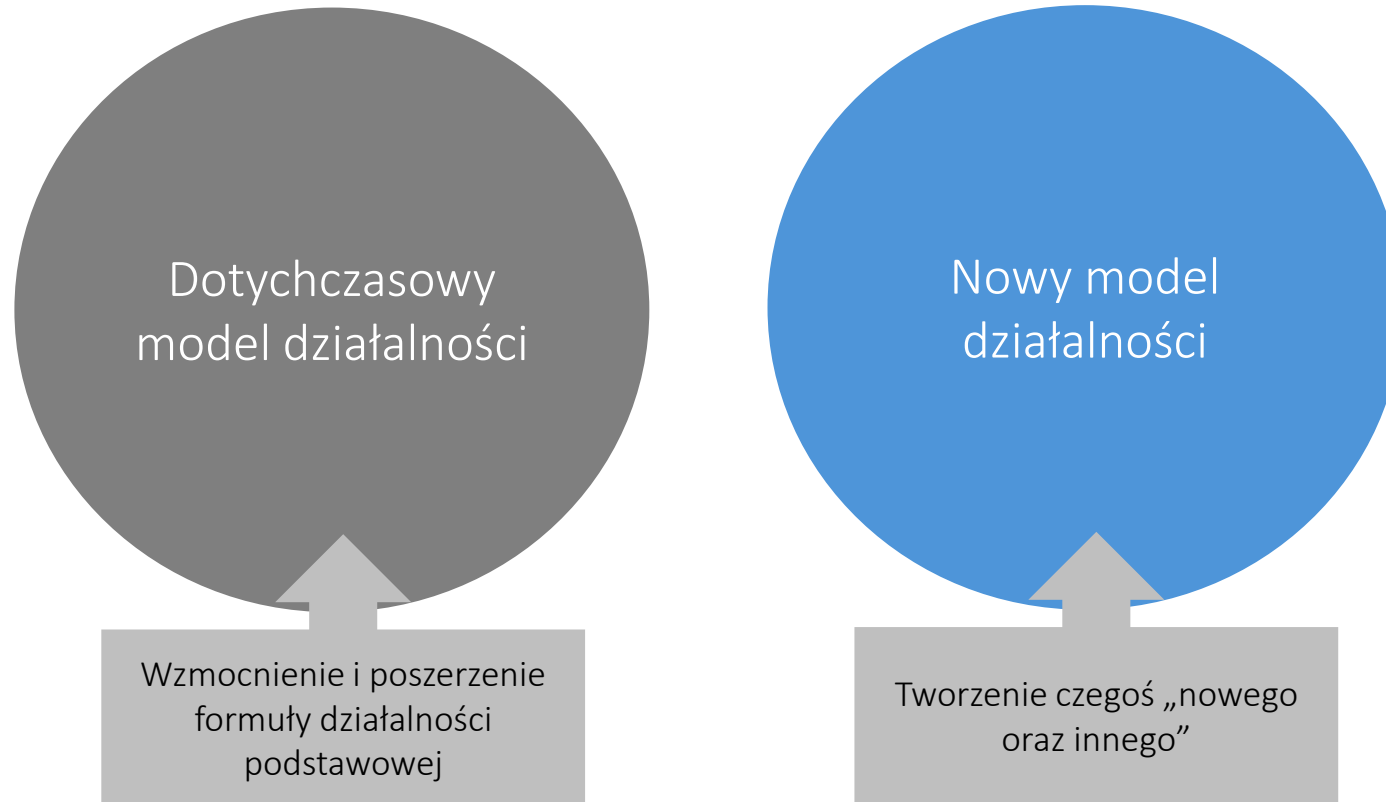 Dotychczasowy
model działalności
Nowy model
działalności
Wzmocnienie i poszerzenie
formuły działalności
podstawowej
Tworzenie czegoś „nowego
oraz innego”